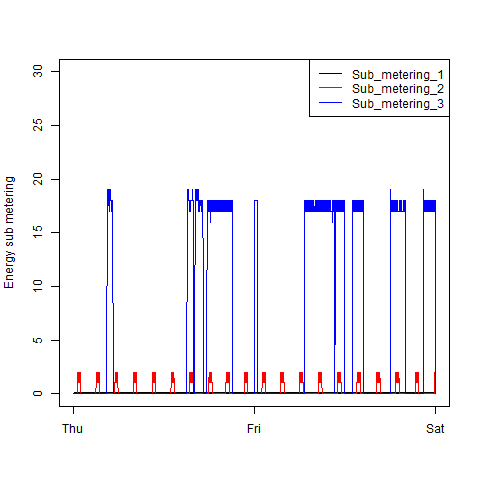 30
25
20
15
10
5
0
Energy sub metering
Thu
Fri
Sat
Sub_metering_1
Sub_metering_2
Sub_metering_3